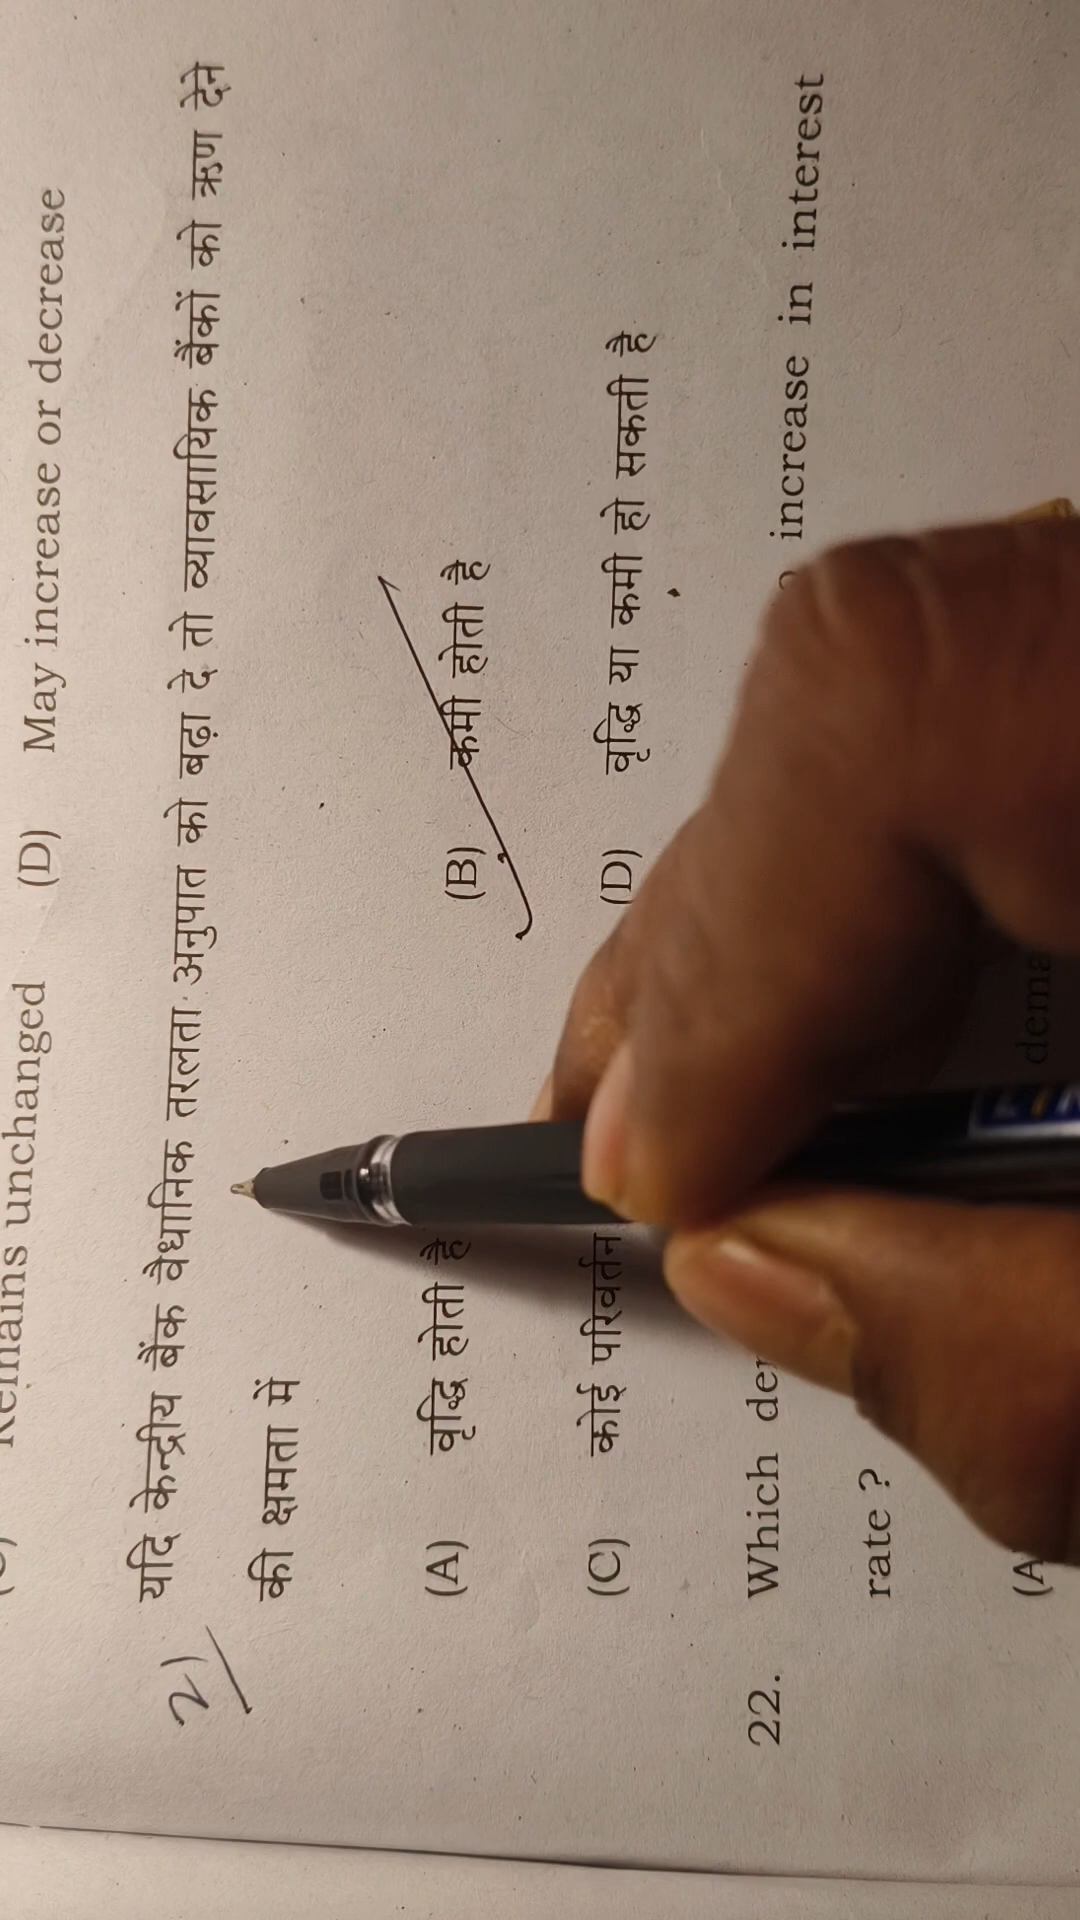 Remains unchanged (D) May increase or decrease
21 यदि केन्द्रीय बैंक वैधानिक तरलता अनुपात को बढ़ा दे तो व्यावसायिक बैंकों को ऋण देने
की क्षमता में
(A) वृद्धि होती है (B) कमी होती है
(C) कोई परिवर्तन (D) वृद्धि या कमी हो सकती है
22. Which increase in interest
rate ?
(A